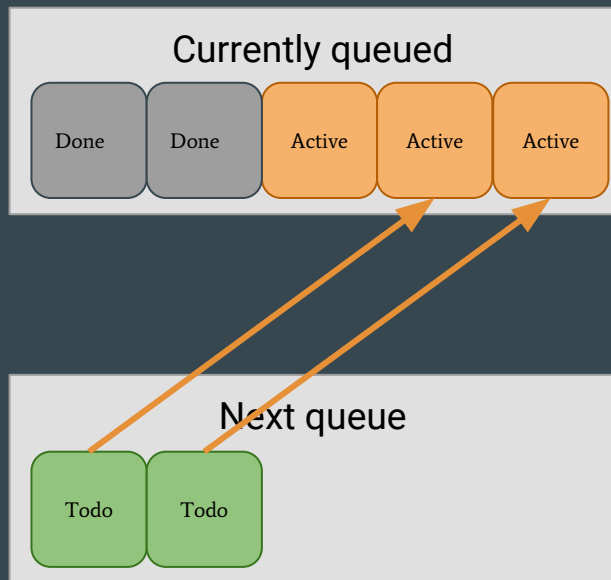 Currently queued
Done Done Active Active Active
Next queue
Todo Todo